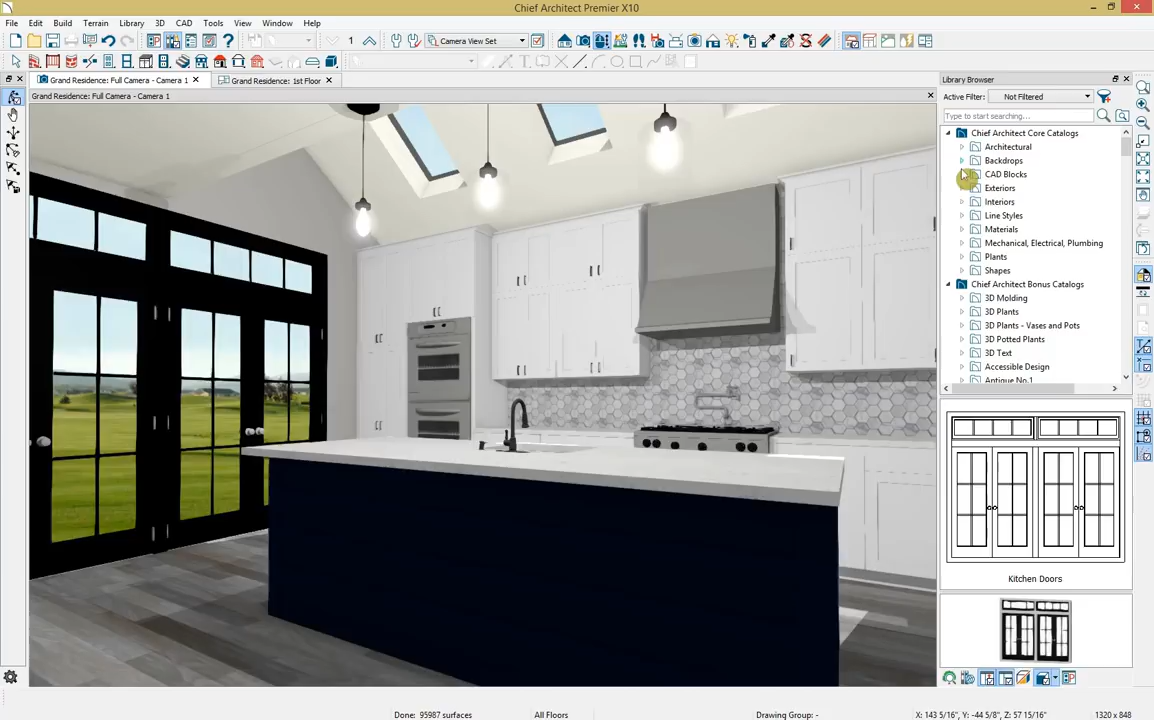 Chief Architect Premier X10
File Edit Build Terrain Library 3D CAD Tools View Window Help
1 Camera View Set
Grand Residence: Full Camera - Camera 1 Grand Residence: 1st Floor
Grand Residence: Full Camera - Camera 1
Library Browser
Active Filter: Not Filtered
Type to start searching...
Chief Architect Core Catalogs
Architectural
Backdrops
CAD Blocks
Exteriors
Interiors
Line Styles
Materials
Mechanical, Electrical, Plumbing
Plants
Shapes
Chief Architect Bonus Catalogs
3D Molding
3D Plants
3D Plants - Vases and Pots
3D Potted Plants
3D Text
Accessible Design
Antique No.1
Kitchen Doors
Done: 95987 surfaces All Floors Drawing Group: - X: 143 5/16", Y: -44 5/8", Z: 57 15/16" 1320 x 848